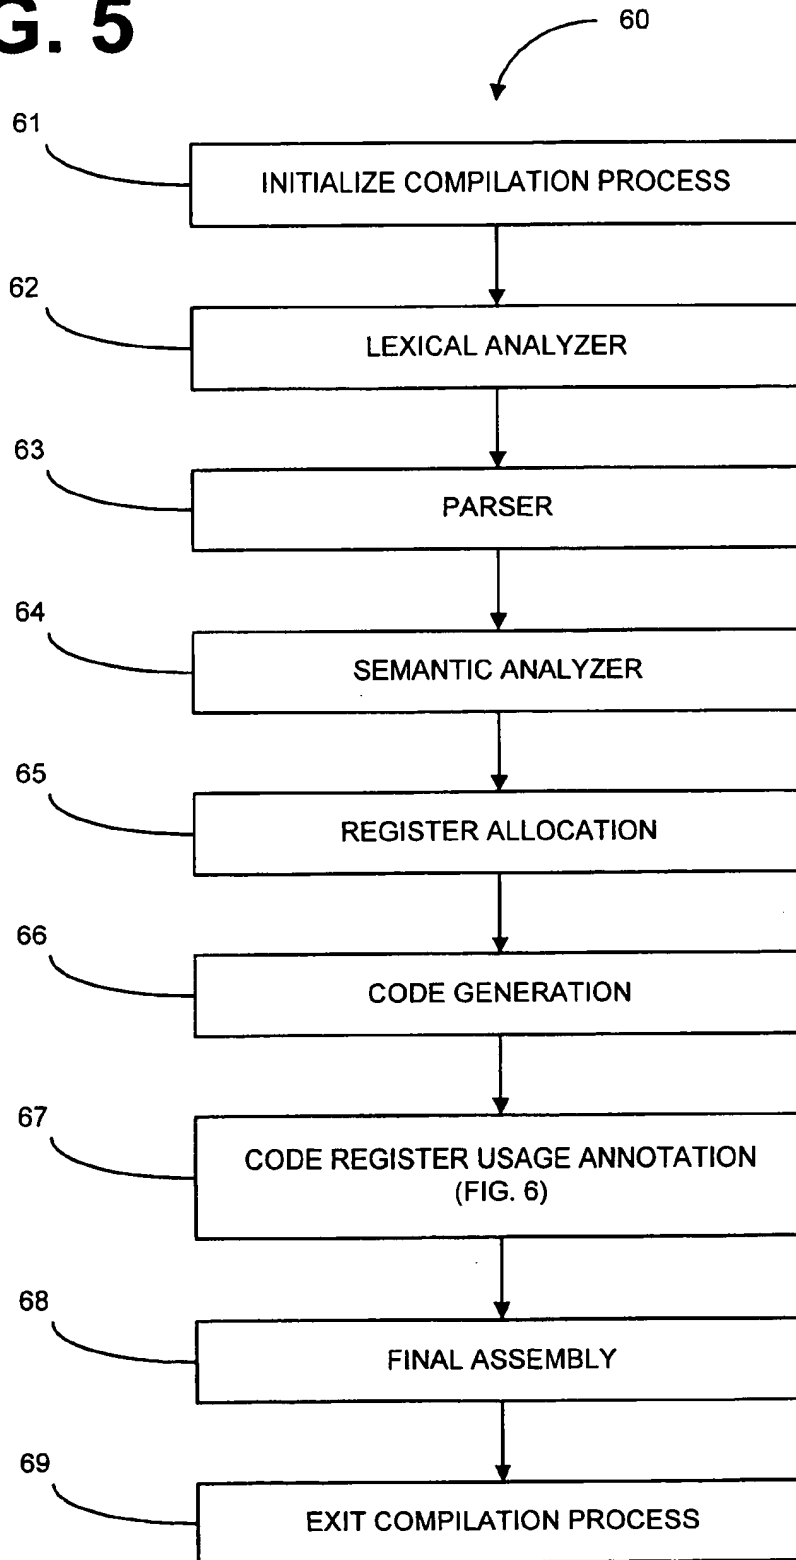 G. 5
60
61
INITIALIZE COMPILATION PROCESS
62
LEXICAL ANALYZER
63
PARSER
64
SEMANTIC ANALYZER
65
REGISTER ALLOCATION
66
CODE GENERATION
67
CODE REGISTER USAGE ANNOTATION
(FIG. 6)
68
FINAL ASSEMBLY
69
EXIT COMPILATION PROCESS